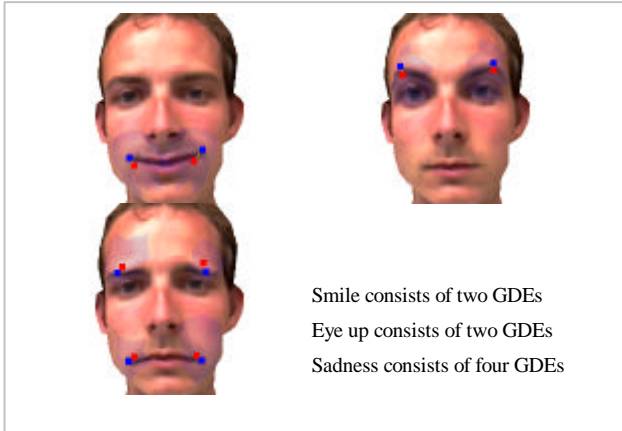 Smile consists of two GDEs
Eye up consists of two GDEs
Sadness consists of four GDEs